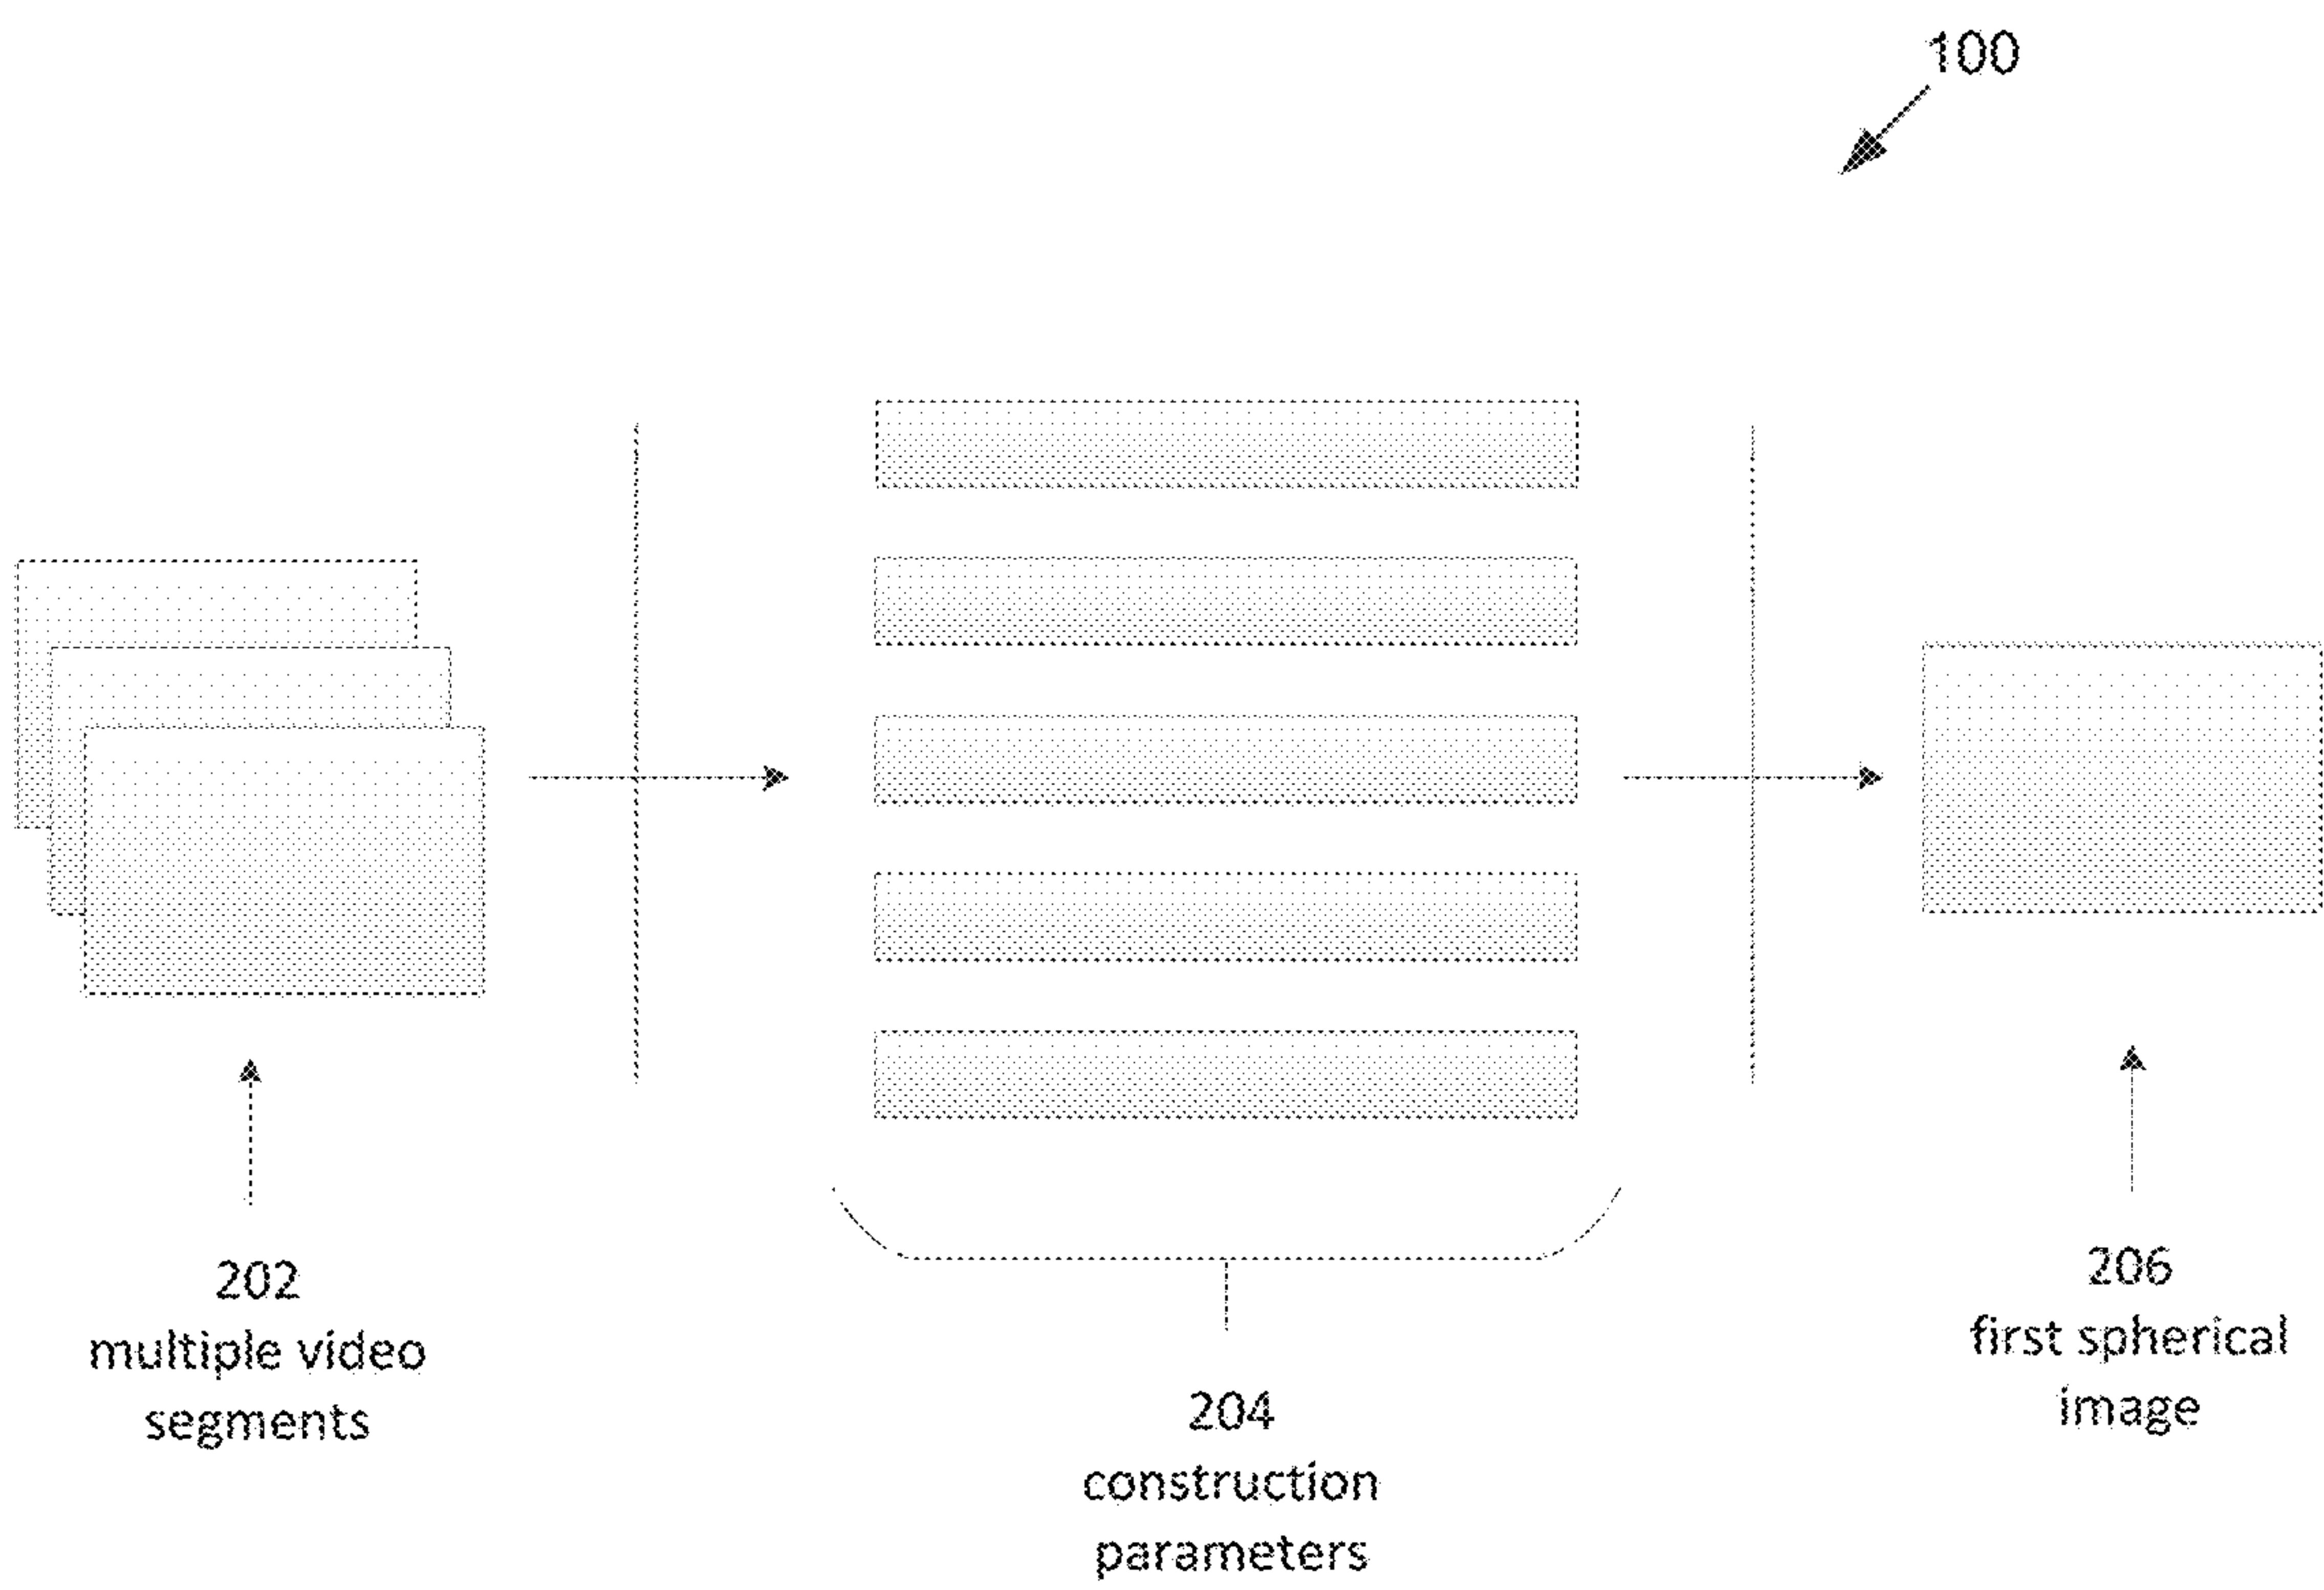 100
202
multiple video
segments
204
construction
parameters
206
first spherical
image